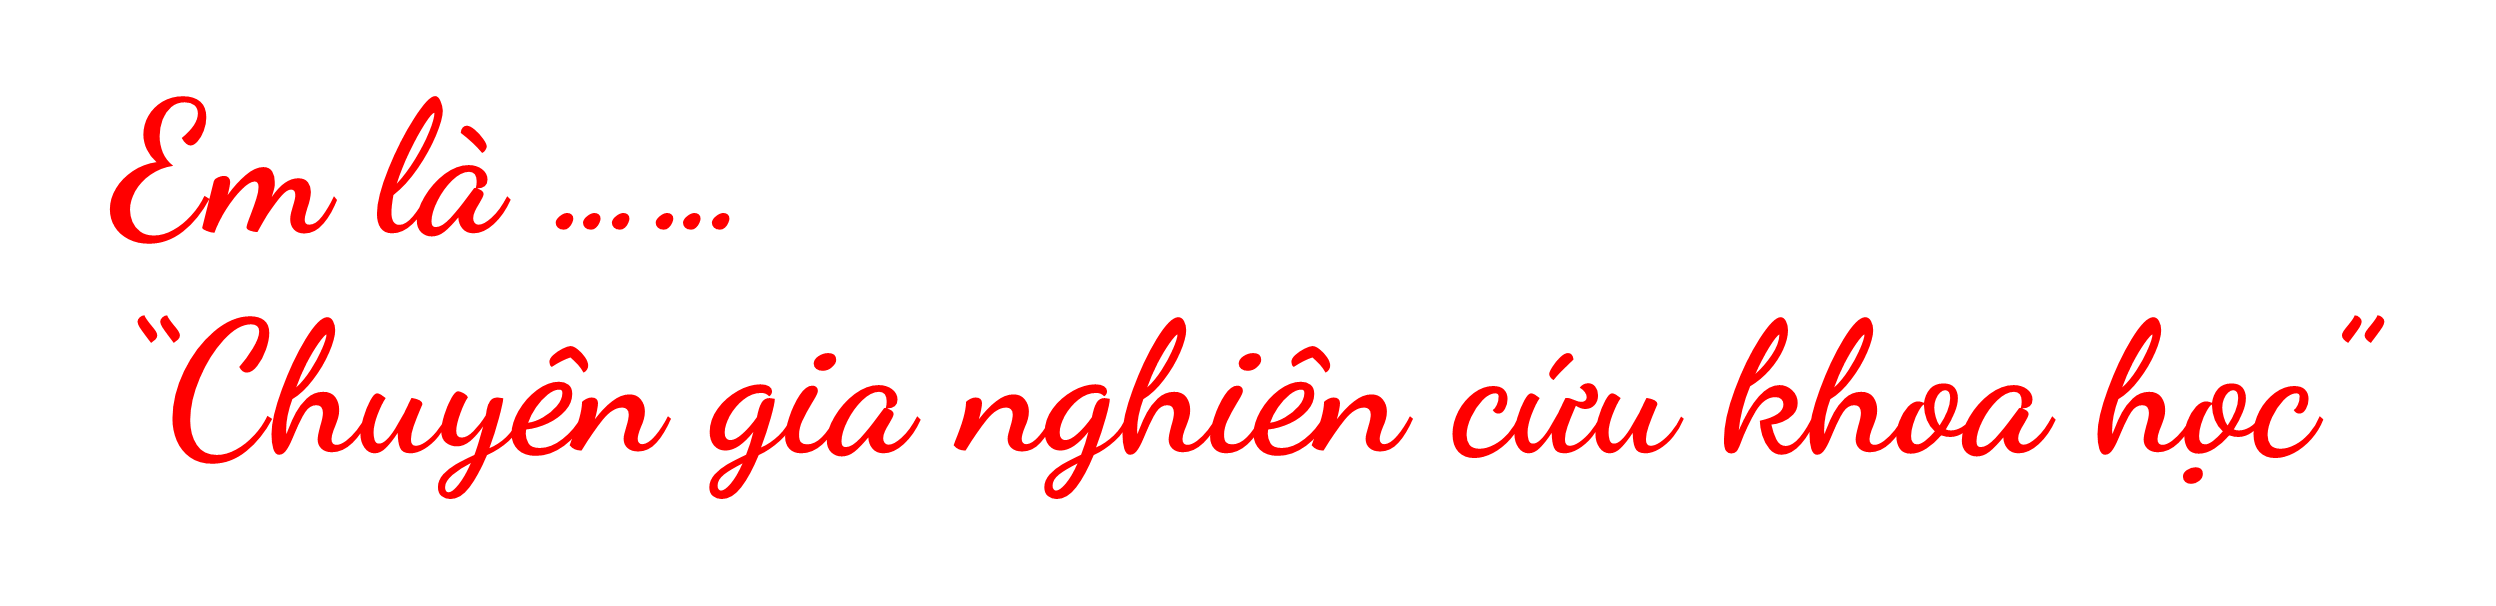 Em là ... ...
“Chuyên gia nghiên cứu khoa học”